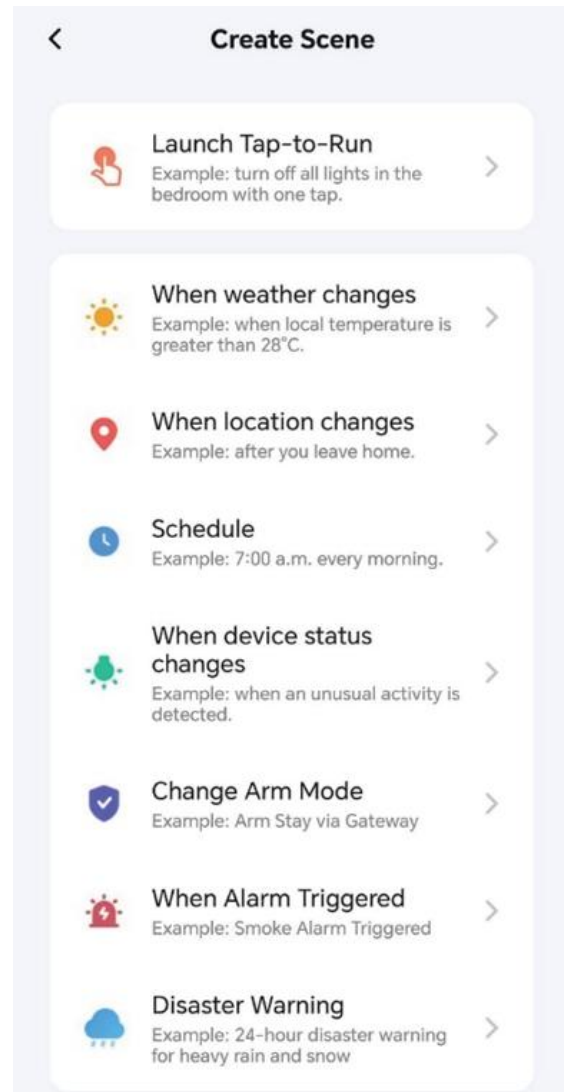 Create Scene
Launch Tap-to-Run
Example: turn off all lights in the
bedroom with one tap.
When weather changes
Example: when local temperature is
greater than 28°C.
When location changes
Example: after you leave home.
Schedule
Example: 7:00 a.m. every morning.
When device status
changes
Example: when an unusual activity is
detected.
Change Arm Mode
Example: Arm Stay via Gateway
When Alarm Triggered
Example: Smoke Alarm Triggered
Disaster Warning
Example: 24-hour disaster warning
for heavy rain and snow